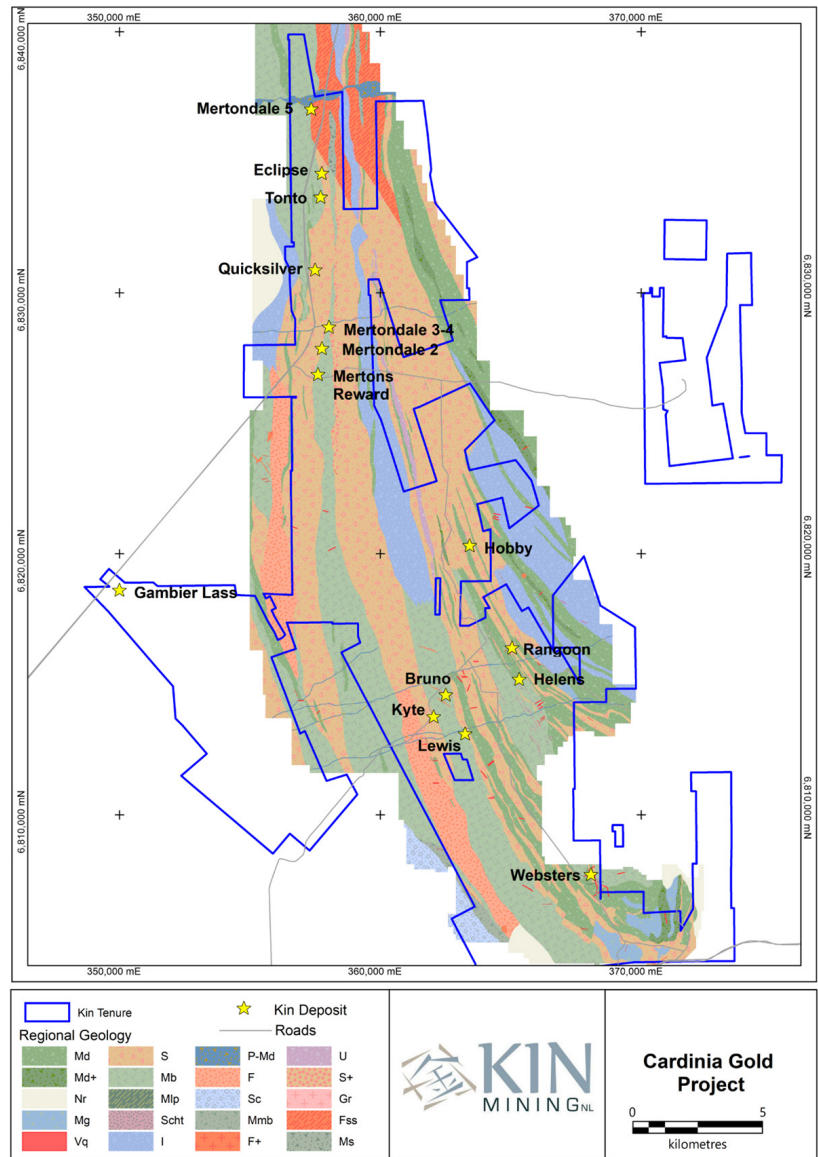 350,000 mE
360,000 mE
370,000 mE
6,840,000 mN
Mertondale 5
Eclipse
Tonto
Quicksilver
6,830,000 mN
6,830,000 mN
Mertondale 3-4
Mertondale 2
Mertons
Reward
Hobby
6,820,000 mN
6,820,000 mN
Gambier Lass
Rangoon
Helens
Bruno
Kyte
Lewis
6,810,000 mN
6,810,000 mN
Websters
350,000 mE
360,000 mE
370,000 mE
Kin Tenure
Kin Deposit
Roads
Regional Geology
Md
S
P-Md
U
Md+
Mb
F
S+
Nr
Mlp
Sc
Gr
Mg
Scht
Mmb
Fss
Vq
I
F+
Ms
KIN
MINING NL
Cardinia Gold
Project
0 5
kilometres